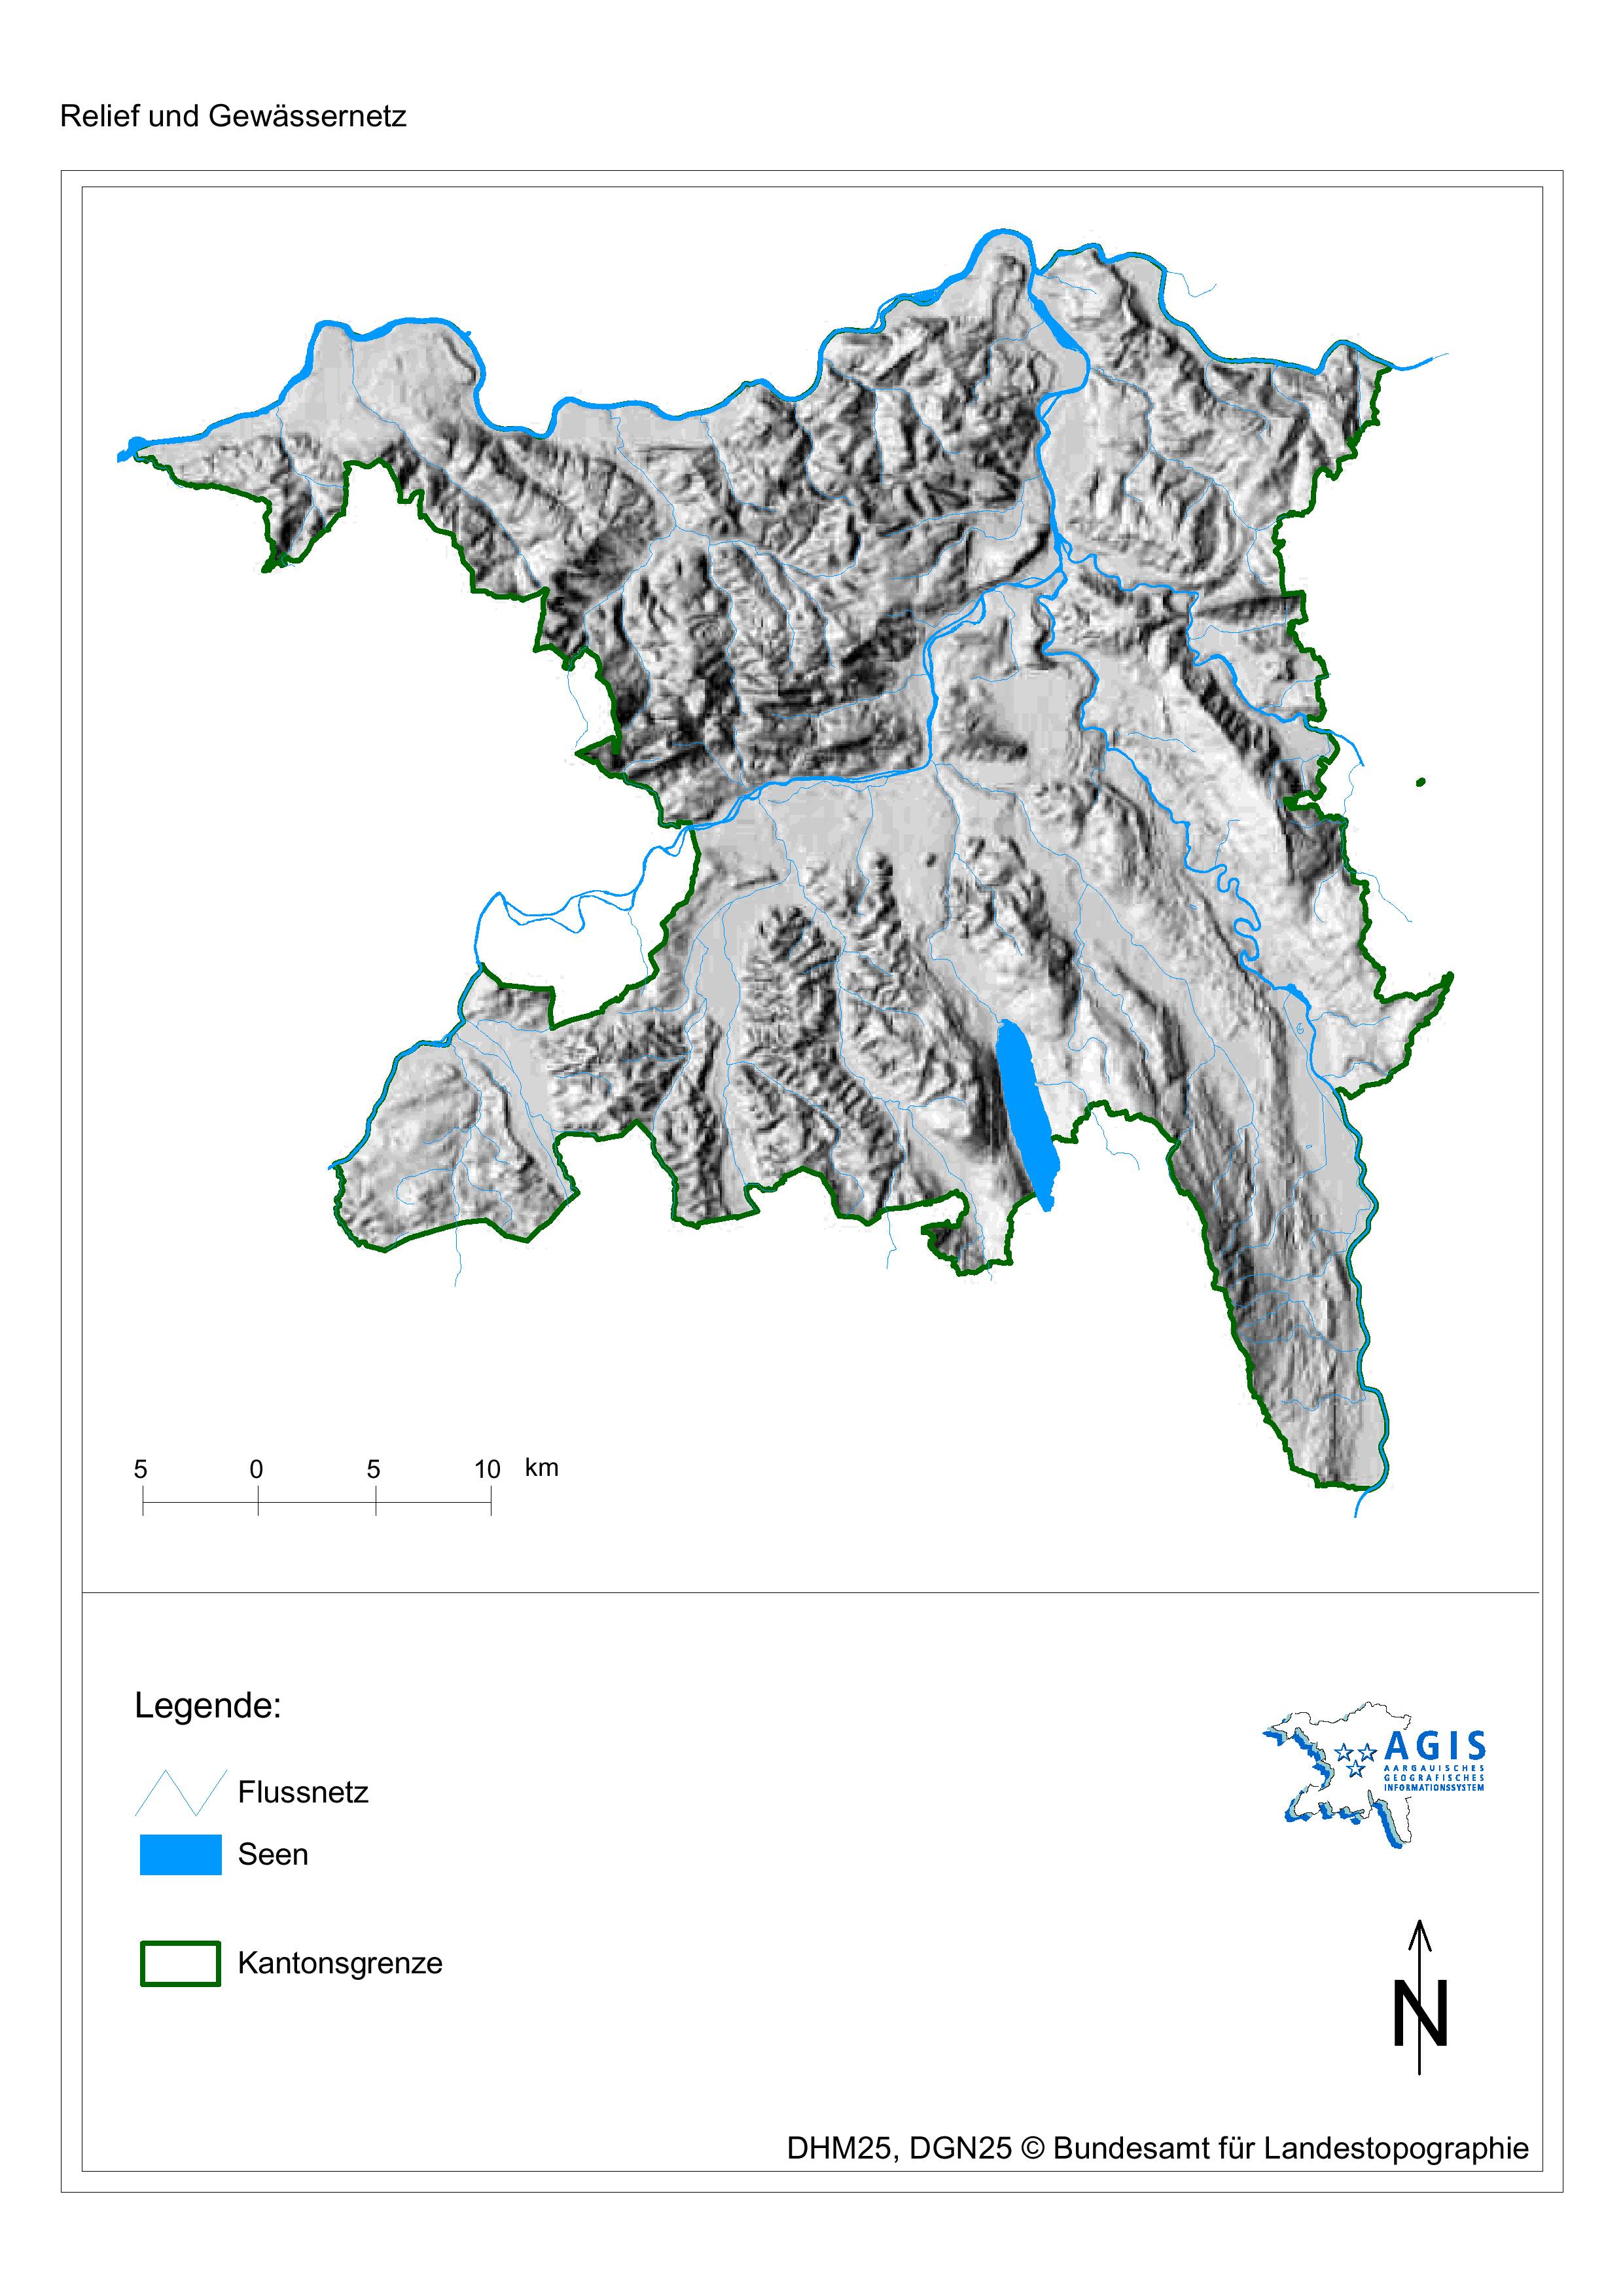 Relief und Gewässernetz
5 0 5 10 km
Legende:
Flussnetz
Seen
Kantonsgrenze
AGIS
AARGAUISCHES
GEOGRAFISCHES
INFORMATIONSSYSTEM
N
DHM25, DGN25 © Bundesamt für Landestopographie